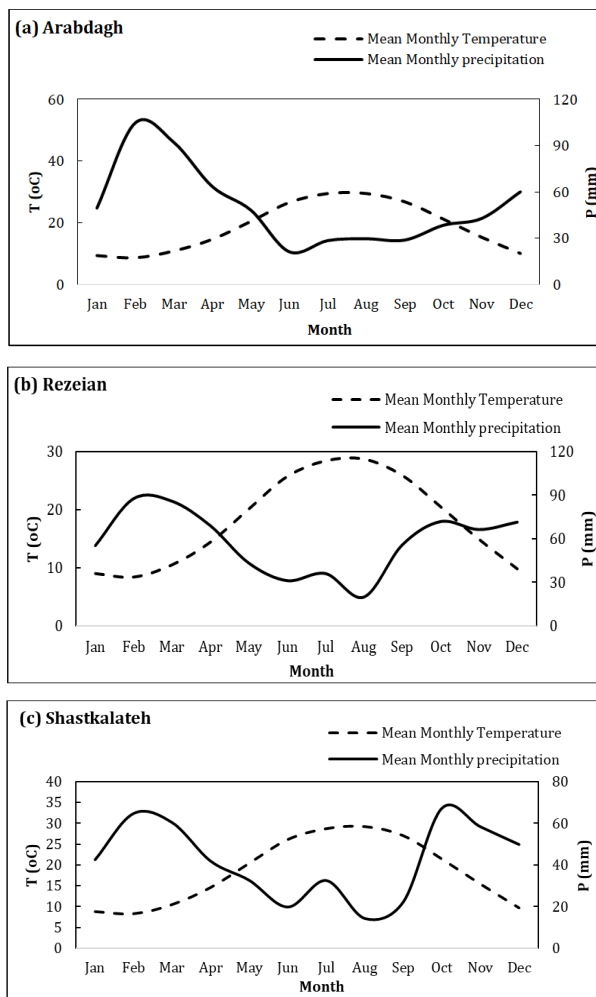 (a) Arabdagh
Mean Monthly Temperature
Mean Monthly precipitation
60
40
20
0
T (oC)
120
90
60
30
0
P (mm)
Jan Feb Mar Apr May Jun Jul Aug Sep Oct Nov Dec
Month
(b) Rezeian
Mean Monthly Temperature
Mean Monthly precipitation
30
20
10
0
T (oC)
120
90
60
30
0
P (mm)
Jan Feb Mar Apr May Jun Jul Aug Sep Oct Nov Dec
Month
(c) Shastkalateh
Mean Monthly Temperature
Mean Monthly precipitation
40
35
30
25
20
15
10
5
0
T (oC)
80
60
40
20
0
P (mm)
Jan Feb Mar Apr May Jun Jul Aug Sep Oct Nov Dec
Month